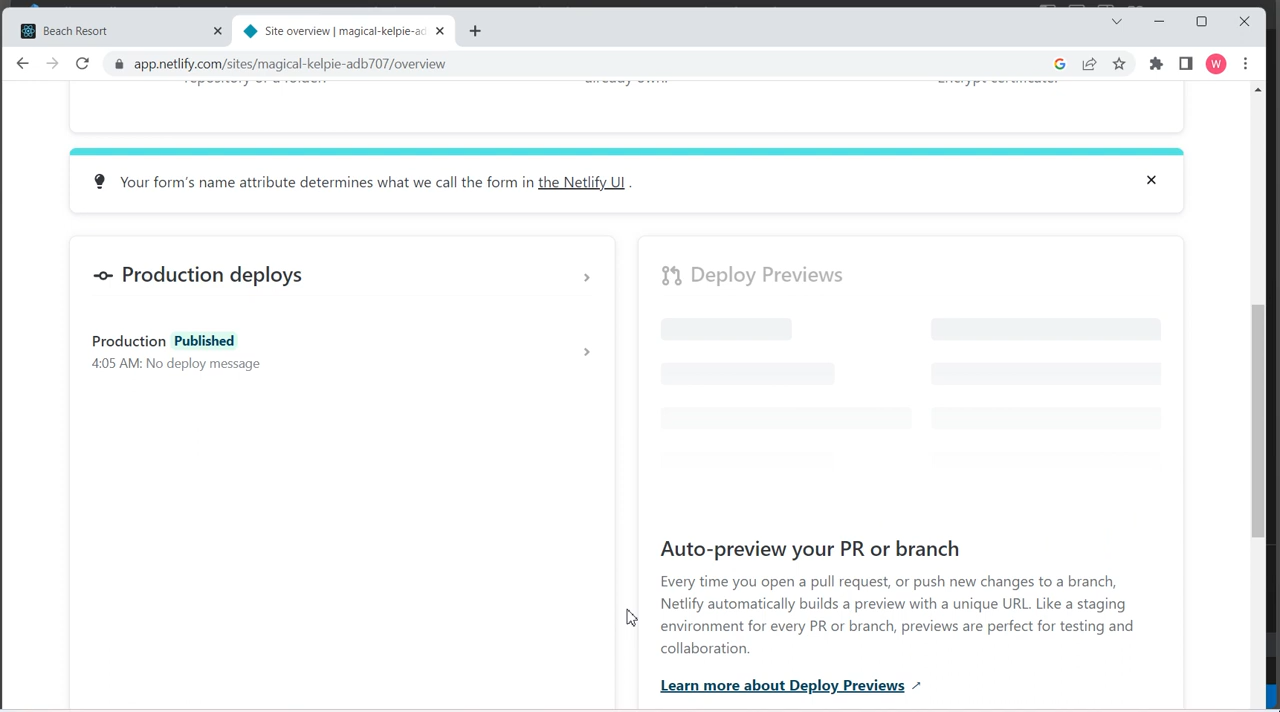 Beach Resort
Site overview | magical-kelpie-ad
app.netlify.com/sites/magical-kelpie-adb707/overview
W
repository or a folder.
already own.
Encrypt certificate.
Your form's name attribute determines what we call the form in the Netlify UI .
Production deploys
Production Published
4:05 AM: No deploy message
Deploy Previews
Auto-preview your PR or branch
Every time you open a pull request, or push new changes to a branch,
Netlify automatically builds a preview with a unique URL. Like a staging
environment for every PR or branch, previews are perfect for testing and
collaboration.
Learn more about Deploy Previews